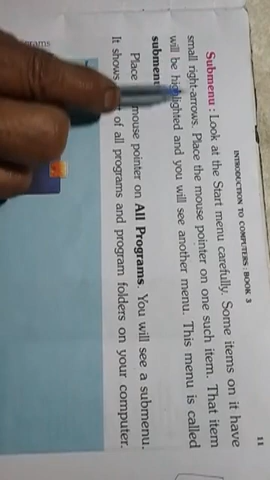 INTRODUCTION TO COMPUTERS : BOOK 3
11
Submenu : Look at the Start menu carefully. Some items on it have
small right-arrows. Place the mouse pointer on one such item. That item
will be highlighted and you will see another menu. This menu is called
submenu
Place mouse pointer on All Programs. You will see a submenu.
It shows of all programs and program folders on your computer.